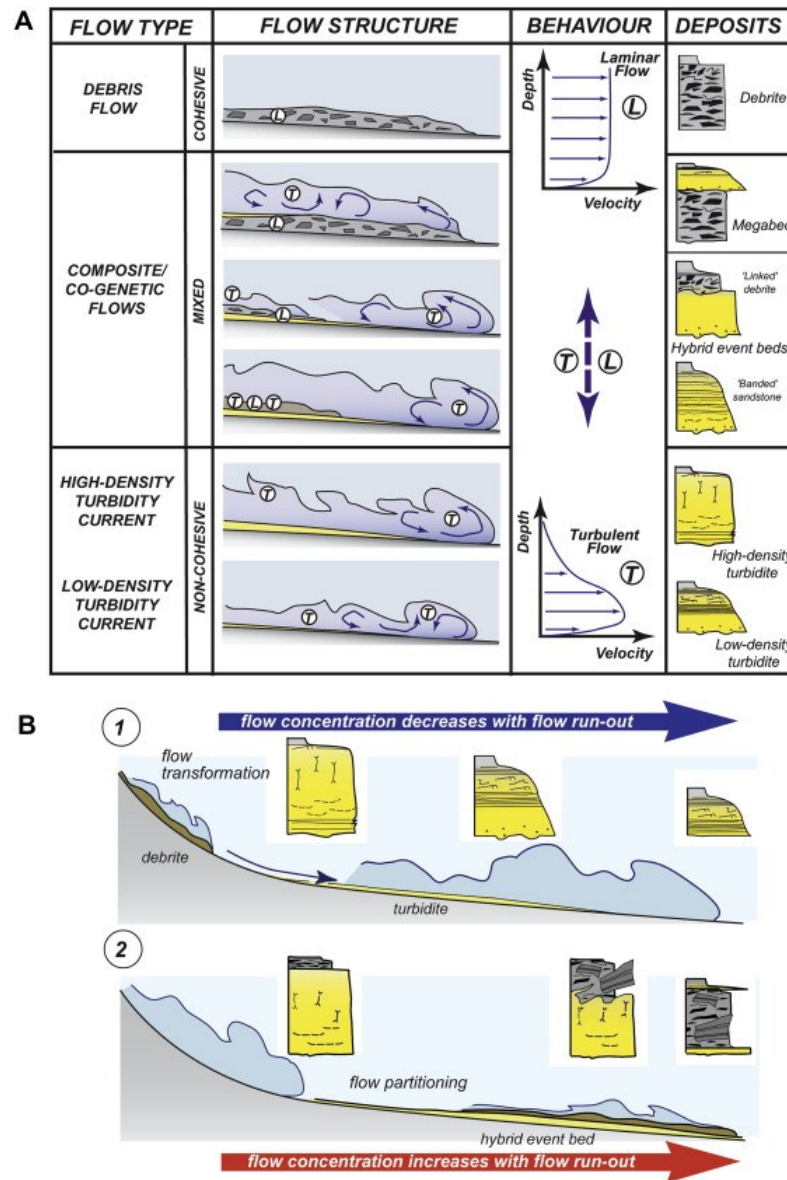 A
FLOW TYPE
FLOW STRUCTURE
BEHAVIOUR
DEPOSITS
DEBRIS
FLOW
COHESIVE
L
Depth
Laminar
Flow
L
Velocity
Debrite
COMPOSITE/
CO-GENETIC
FLOWS
MIXED
T
L
T
L
T
T L T
T
T L
Megabed
'Linked'
debrite
Hybrid event beds
'Banded'
sandstone
HIGH-DENSITY
TURBIDITY
CURRENT
LOW-DENSITY
TURBIDITY
CURRENT
NON-COHESIVE
T
T
T
T
Depth
Turbulent
Flow
T
Velocity
High-density
turbidite
Low-density
turbidite
B
1
flow concentration decreases with flow run-out
flow
transformation
debrite
turbidite
2
flow partitioning
hybrid event bed
flow concentration increases with flow run-out